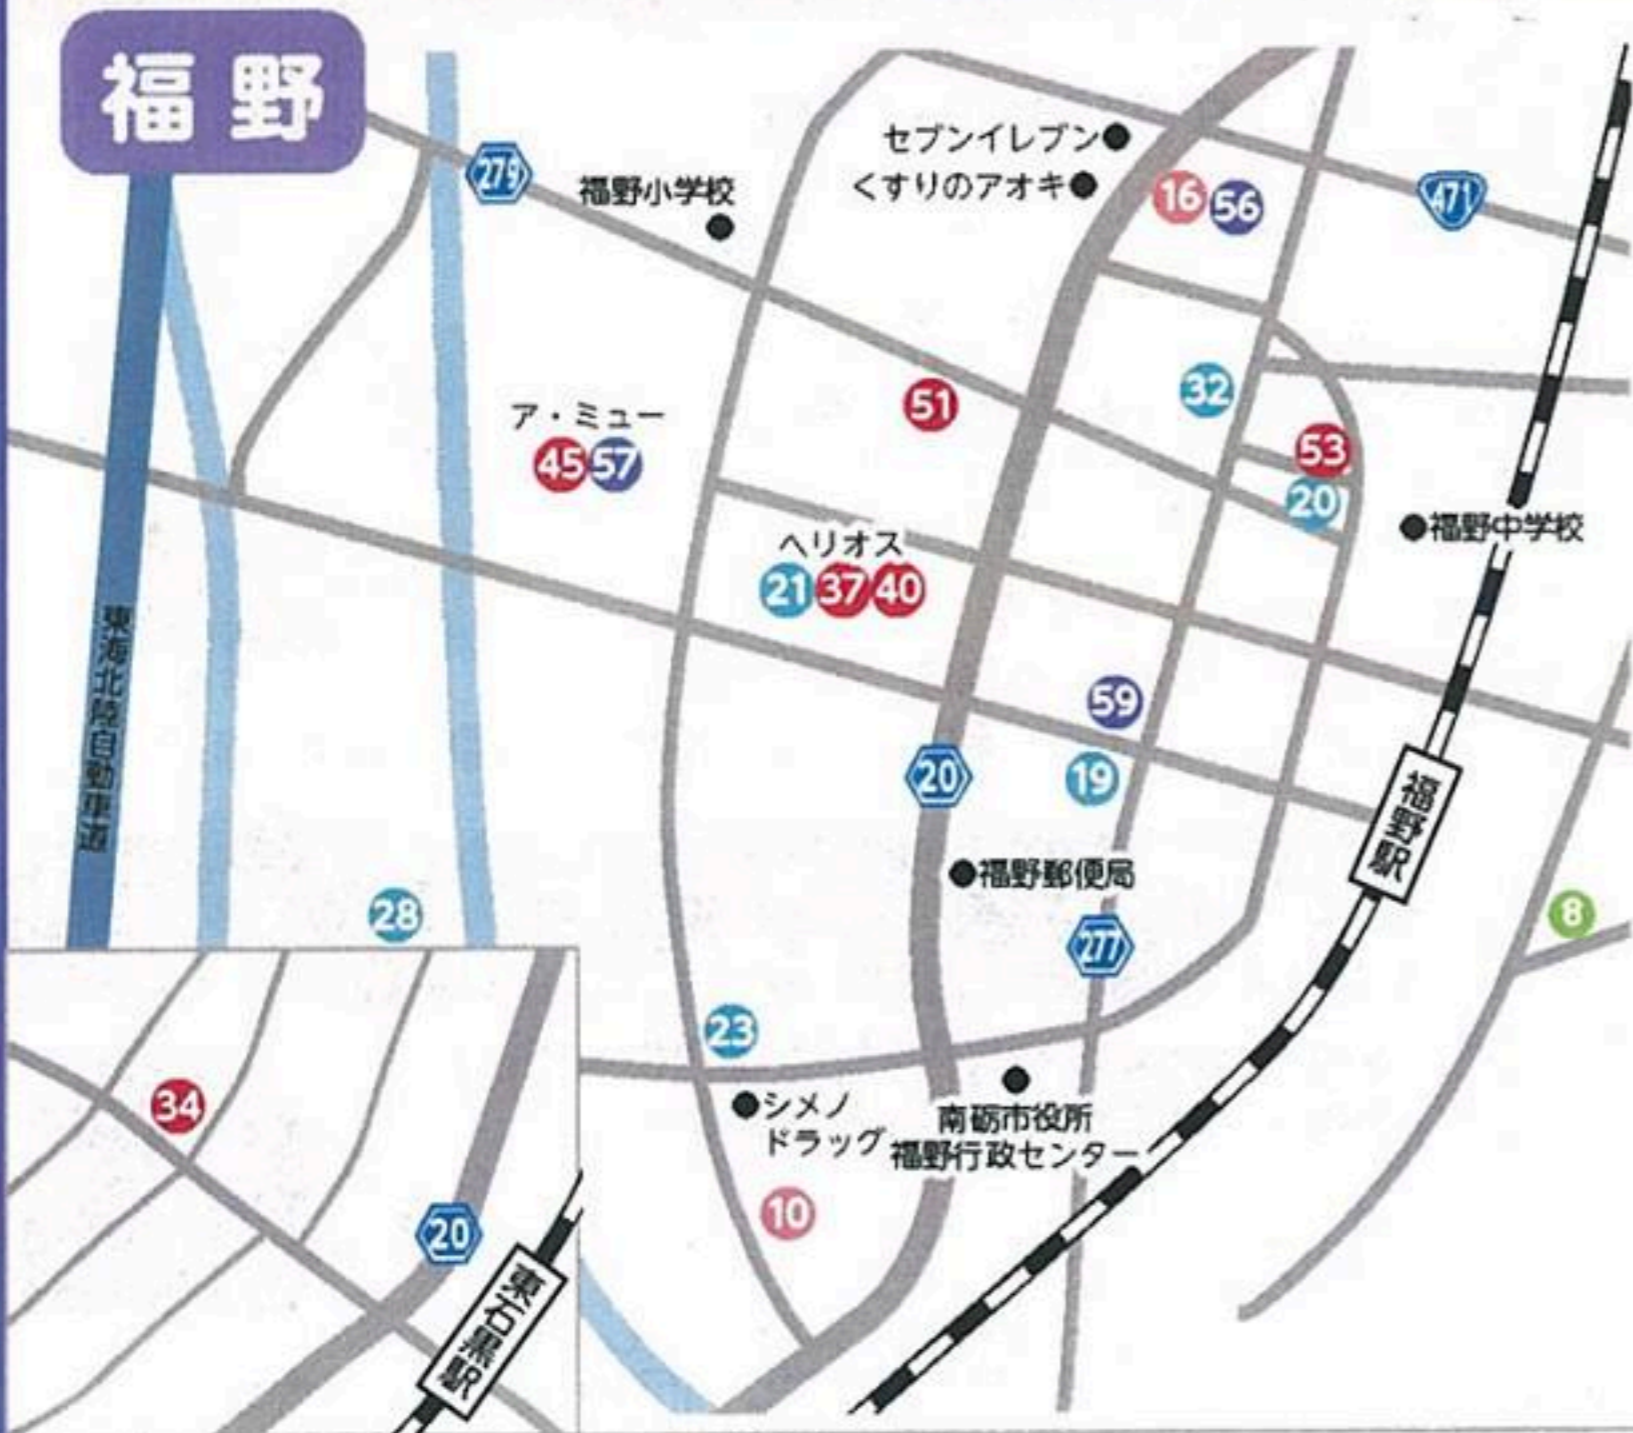 福野
279
福野小学校
セブンイレブン
くすりのアオキ
16
56
471
ア・ミュー
45
57
51
32
53
20
福野中学校
ヘリオス
21
37
40
東海北陸自動車道
59
20
19
福野駅
福野郵便局
8
28
277
23
シメノ
ドラッグ
南砺市役所
福野行政センター
34
10
20
東石黒駅